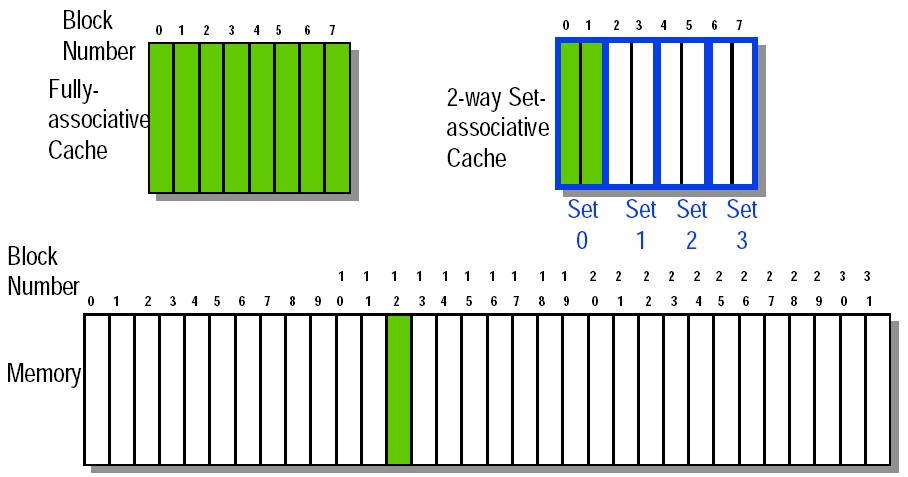 Block
Number
0 1 2 3 4 5 6 7
Fully-
associative
Cache
0 1 2 3 4 5 6 7
2-way Set-
associative
Cache
Set Set Set Set
0 1 2 3
Block
Number
1 1 1 1 1 1 1 1 1 1 2 2 2 2 2 2 2 2 2 2 3 3
0 1 2 3 4 5 6 7 8 9 0 1 2 3 4 5 6 7 8 9 0 1 2 3 4 5 6 7 8 9 0 1
Memory